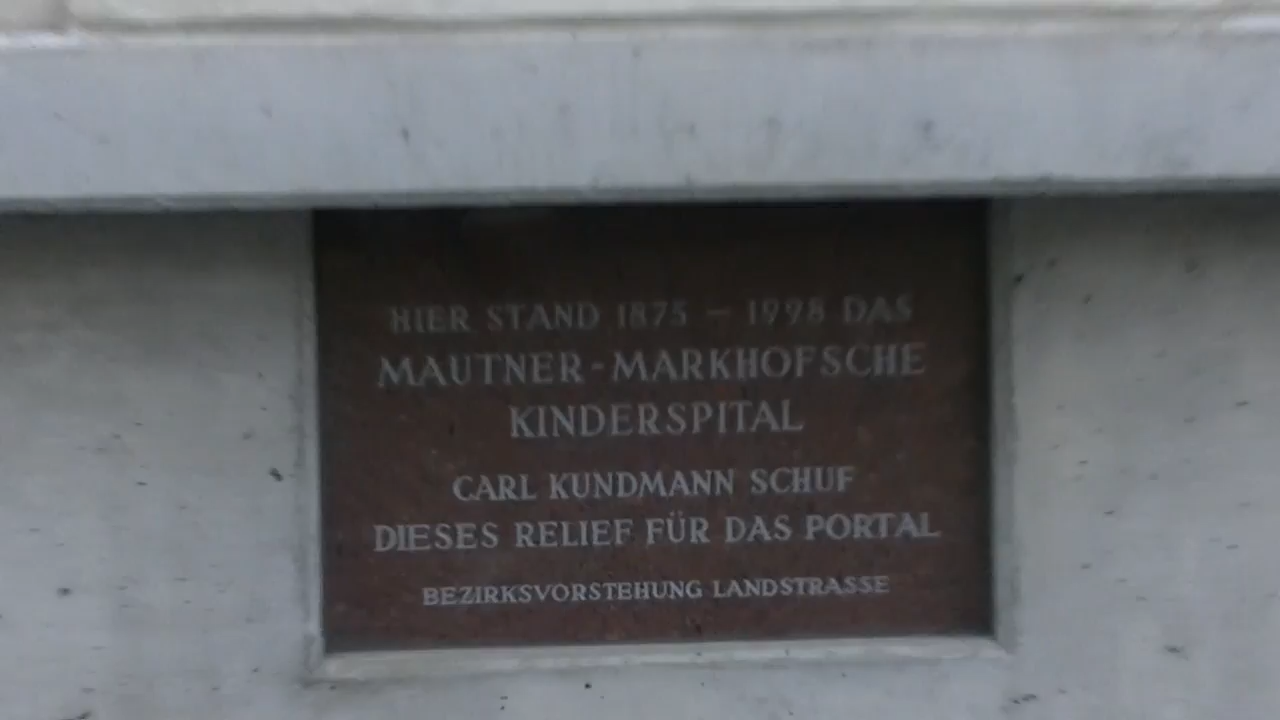 HIER STAND 1875 – 1998 DAS
MAUTNER-MARKHOFSCHE
KINDERSPITAL
CARL KUNDMANN SCHUF
DIESES RELIEF FÜR DAS PORTAL
BEZIRKSVORSTEHUNG LANDSTRASSE